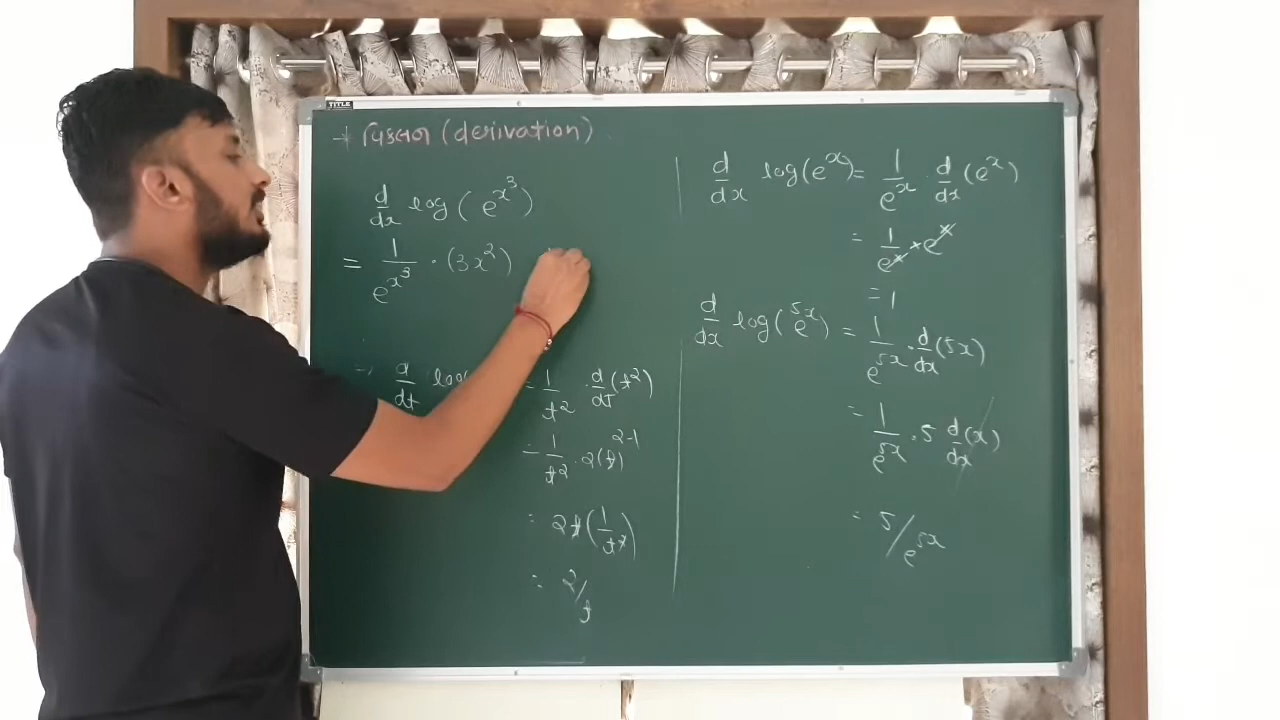 TITLE
* વિકલન (derivation)
d/dx log(e^x³)
= 1/e^x³ · (3x²)
d/dt log
= 1/t² · d/dt (t²)
= 1/t² · 2(t)^2-1
= 2t(1/t²)
= 2/t
d/dx log(e^x) = 1/e^x · d/dx (e^x)
= 1/e^x · e^x
= 1
d/dx log(e^5x) = 1/e^5x · d/dx (5x)
= 1/e^5x · 5 d/dx (x)
= 5/e^5x